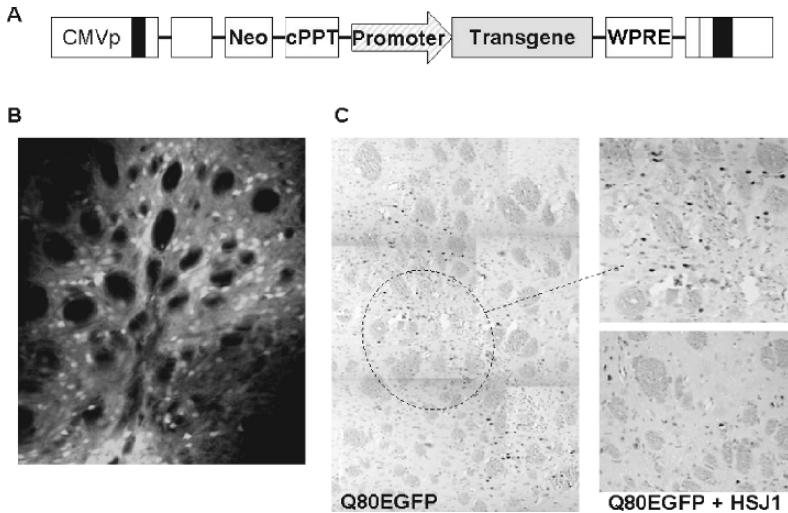 A
CMVp Neo cPPT Promoter Transgene WPRE
B
C
Q80EGFP
Q80EGFP + HSJ1